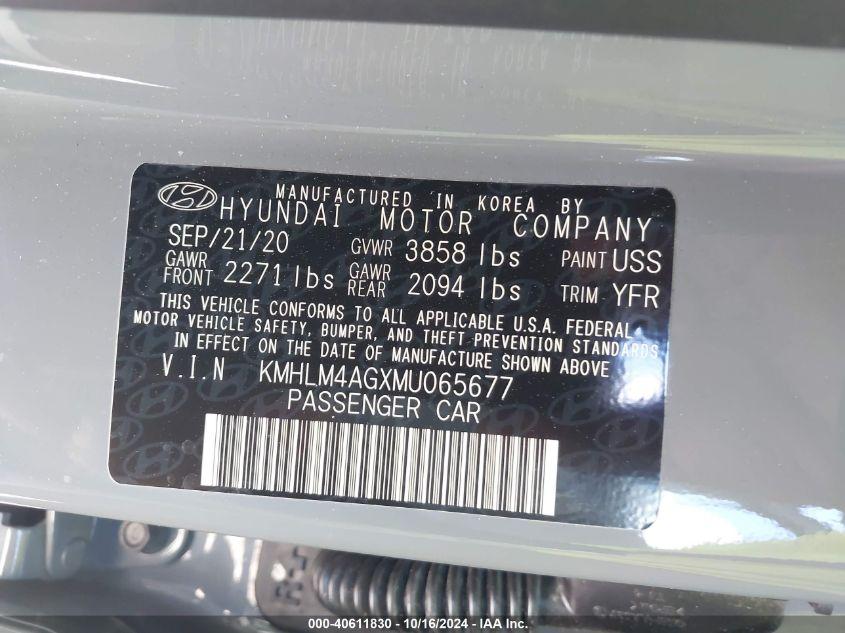 MANUFACTURED IN KOREA BY
HYUNDAI MOTOR COMPANY
SEP/21/20 GVWR 3858 lbs PAINT USS
GAWR FRONT 2271 lbs GAWR REAR 2094 lbs TRIM YFR
THIS VEHICLE CONFORMS TO ALL APPLICABLE U.S.A. FEDERAL
MOTOR VEHICLE SAFETY, BUMPER, AND THEFT PREVENTION STANDARDS
IN EFFECT ON THE DATE OF MANUFACTURE SHOWN ABOVE
V.I.N KMHLM4AGXMU065677
PASSENGER CAR
000-40611830 - 10/16/2024 - IAA Inc.